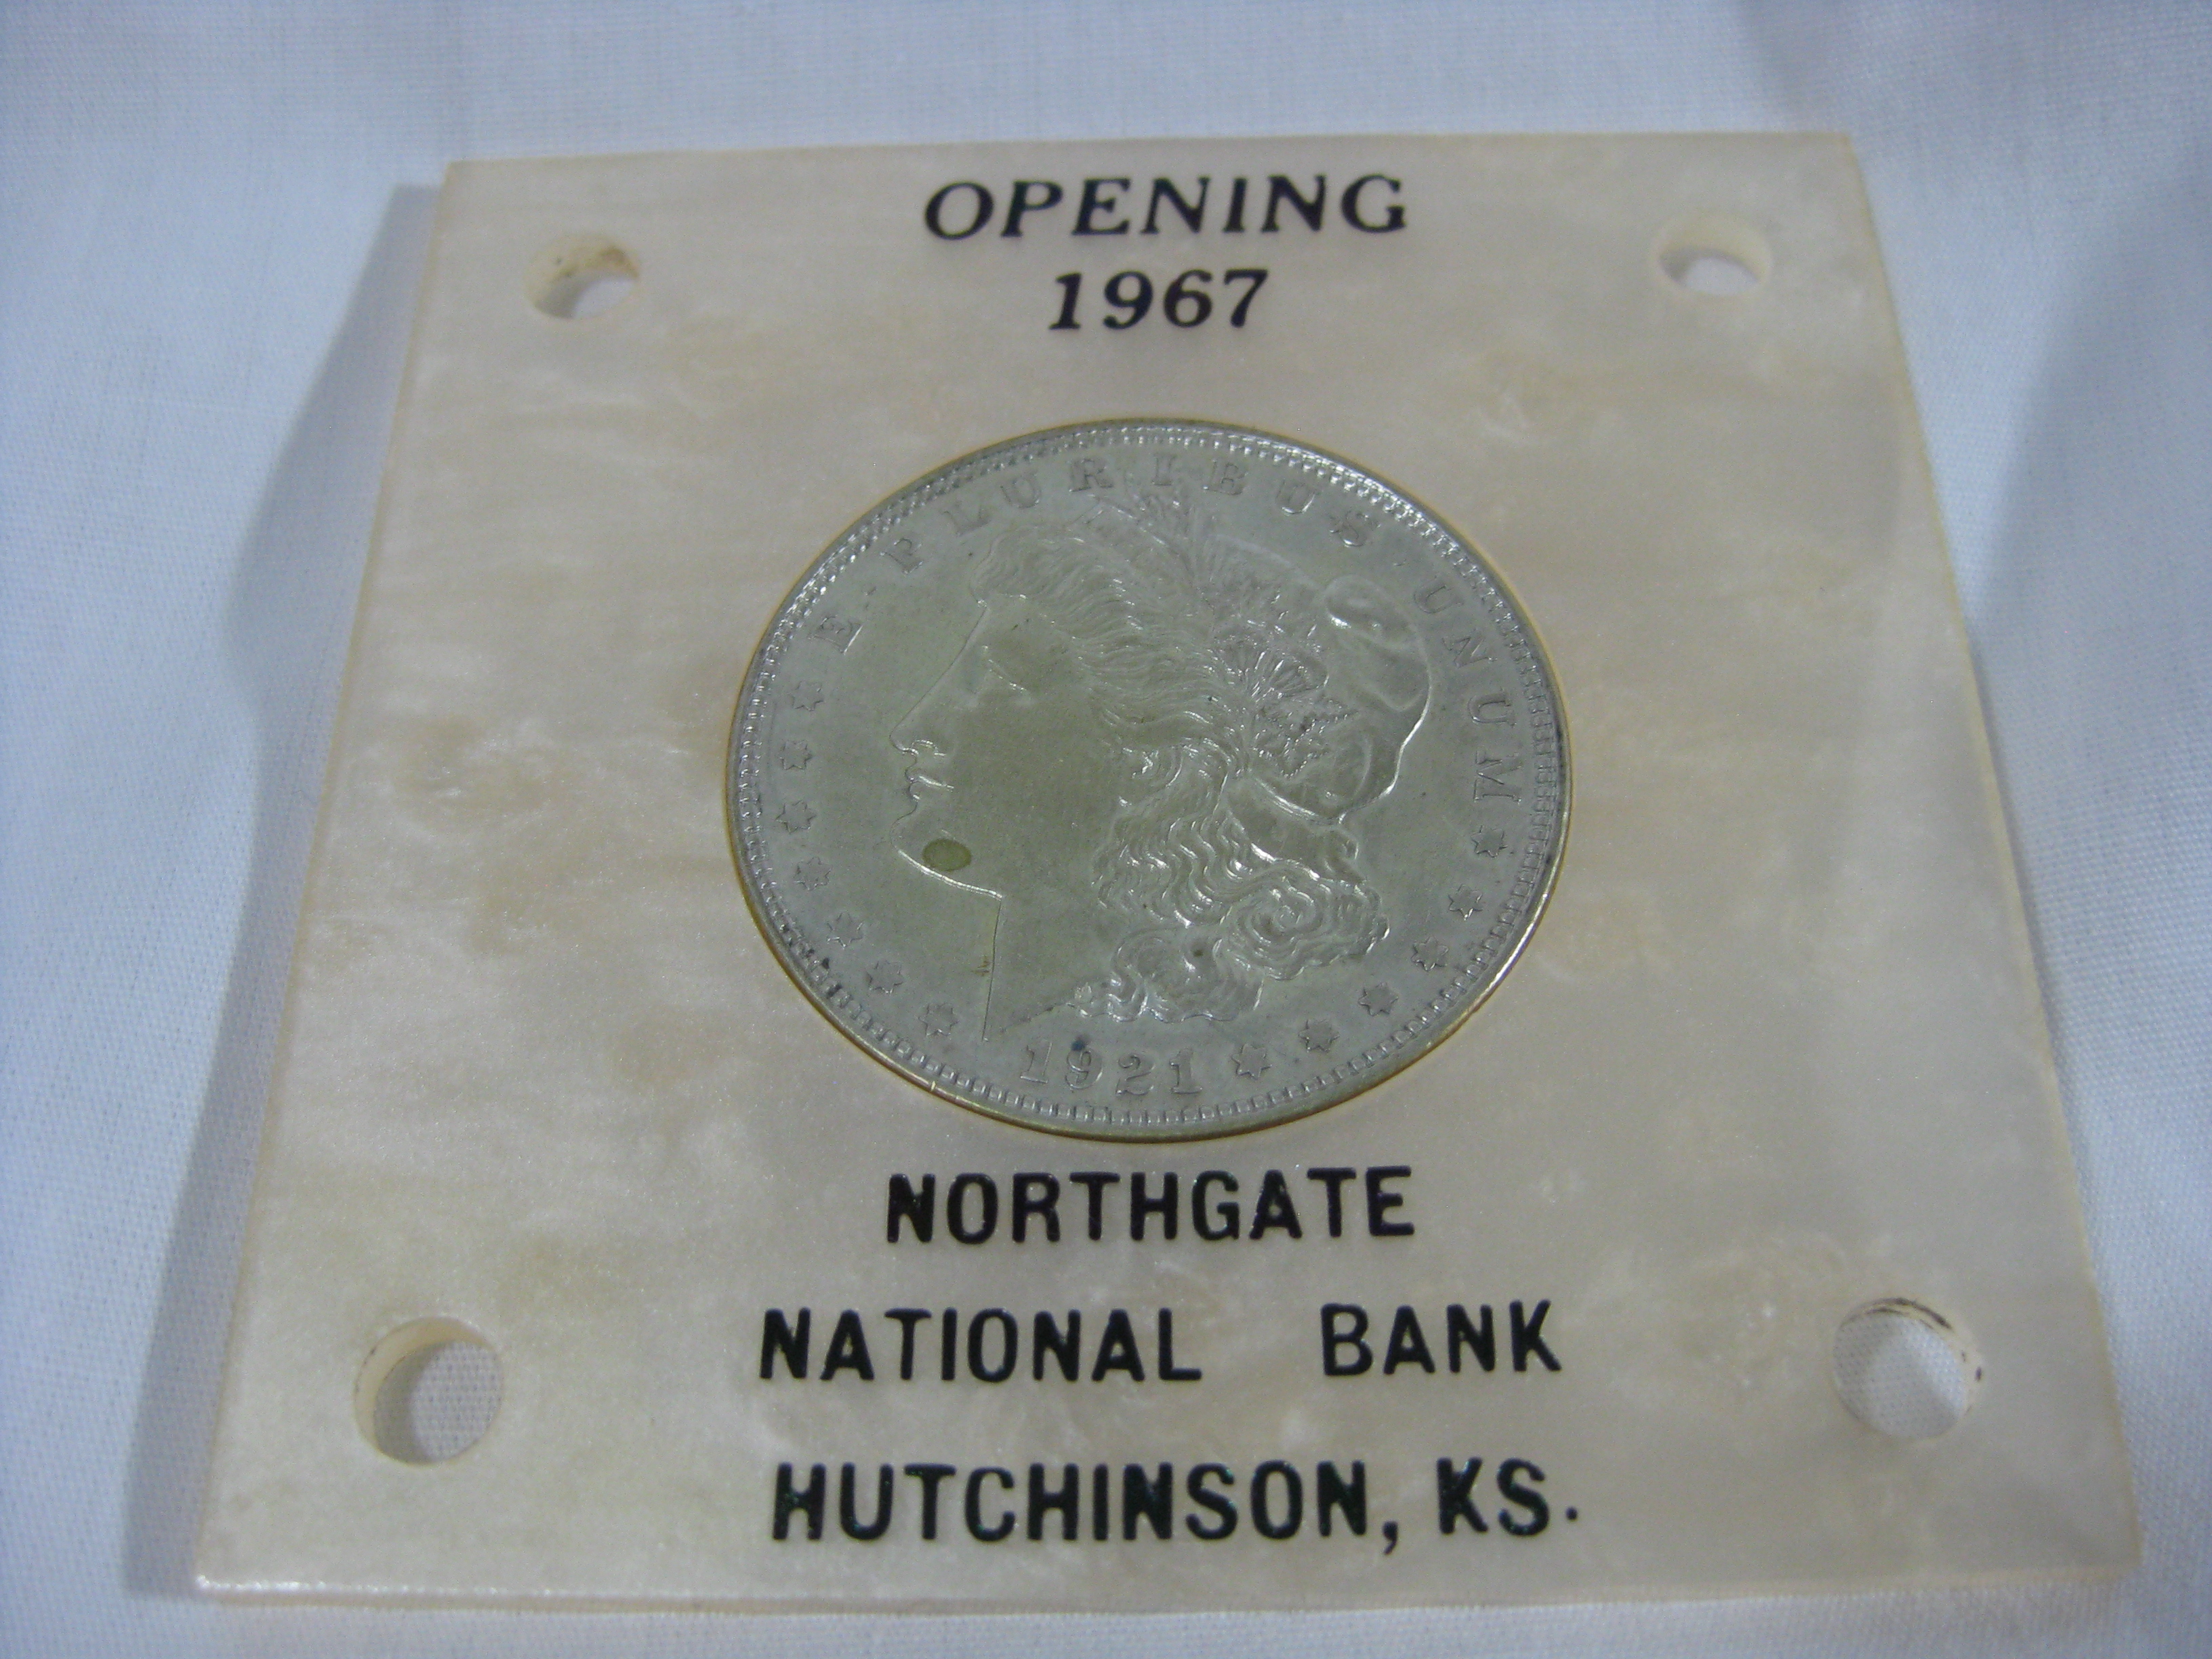 OPENING
1967
E·PLURIBUS·UNUM
1921
NORTHGATE
NATIONAL BANK
HUTCHINSON, KS.